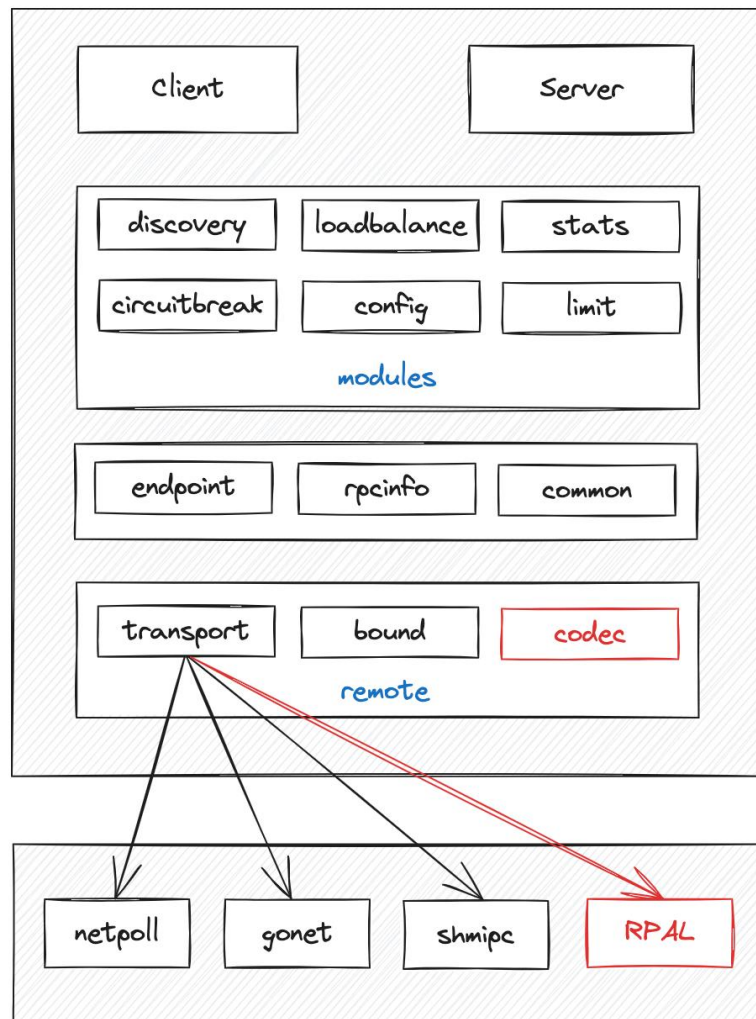 Client
Server
discovery
loadbalance
stats
circuitbreak
config
limit
modules
endpoint
rpcinfo
common
transport
bound
codec
remote
netpoll
gonet
shmipc
RPAL